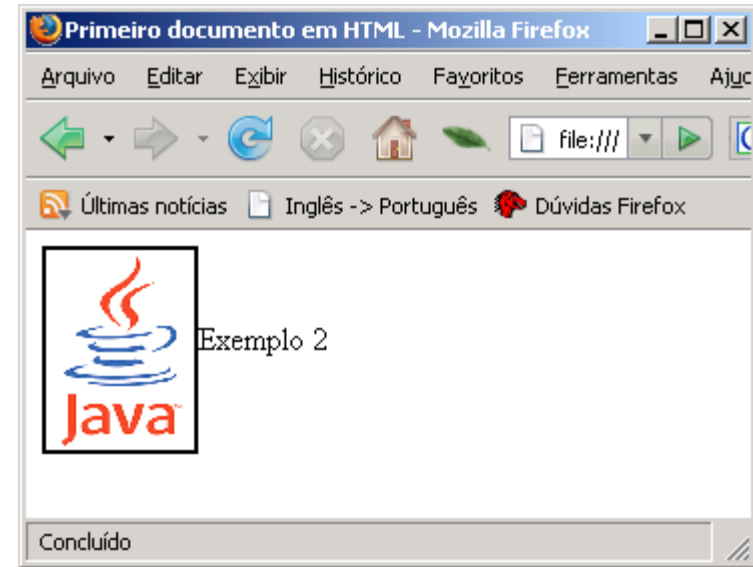 Primeiro documento em HTML - Mozilla Firefox
Arquivo Editar Exibir Histórico Favoritos Ferramentas Ajuc
file:///
Últimas notícias Inglês -> Português Dúvidas Firefox
Exemplo 2
Java™
Concluído